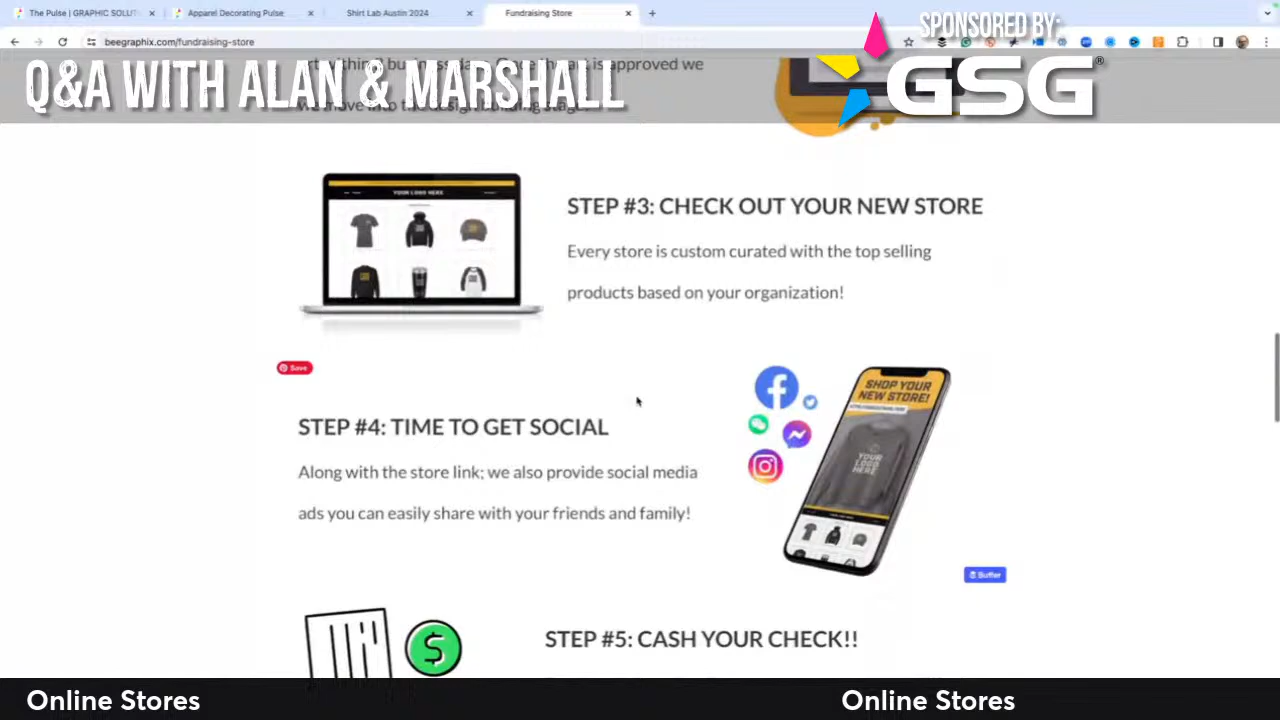 The Pulse | GRAPHIC SOLUT
Apparel Decorating Pulse
Shirt Lab Austin 2024
Fundraising Store
beegraphix.com/fundraising-store
SPONSORED BY:
GSG®
Q&A WITH ALAN & MARSHALL
is approved we
YOUR LOGO HERE
STEP #3: CHECK OUT YOUR NEW STORE
Every store is custom curated with the top selling
products based on your organization!
Save
SHOP YOUR
NEW STORE!
YOUR
LOGO
HERE
STEP #4: TIME TO GET SOCIAL
Along with the store link; we also provide social media
ads you can easily share with your friends and family!
Buffer
STEP #5: CASH YOUR CHECK!!
Online Stores
Online Stores